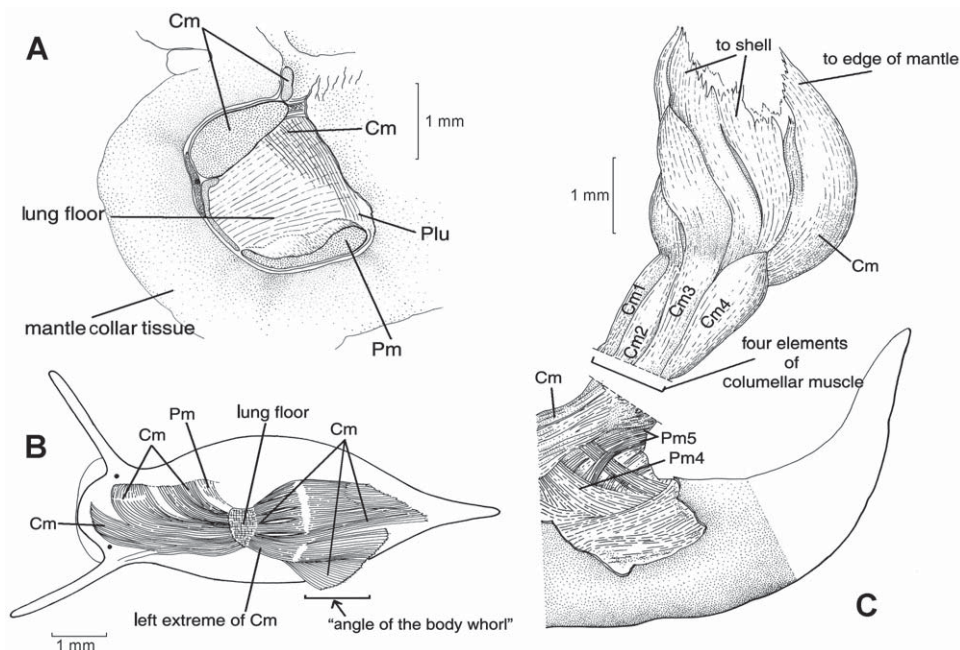 A
Cm
1 mm
Cm
lung floor
Plu
mantle collar tissue
Pm
B
Cm
Pm
lung floor
Cm
Cm
left extreme of Cm
"angle of the body whorl"
1 mm
to shell
to edge of mantle
1 mm
Cm
Cm1
Cm2
Cm3
Cm4
four elements
of
columellar muscle
Cm
Pm5
Pm4
C